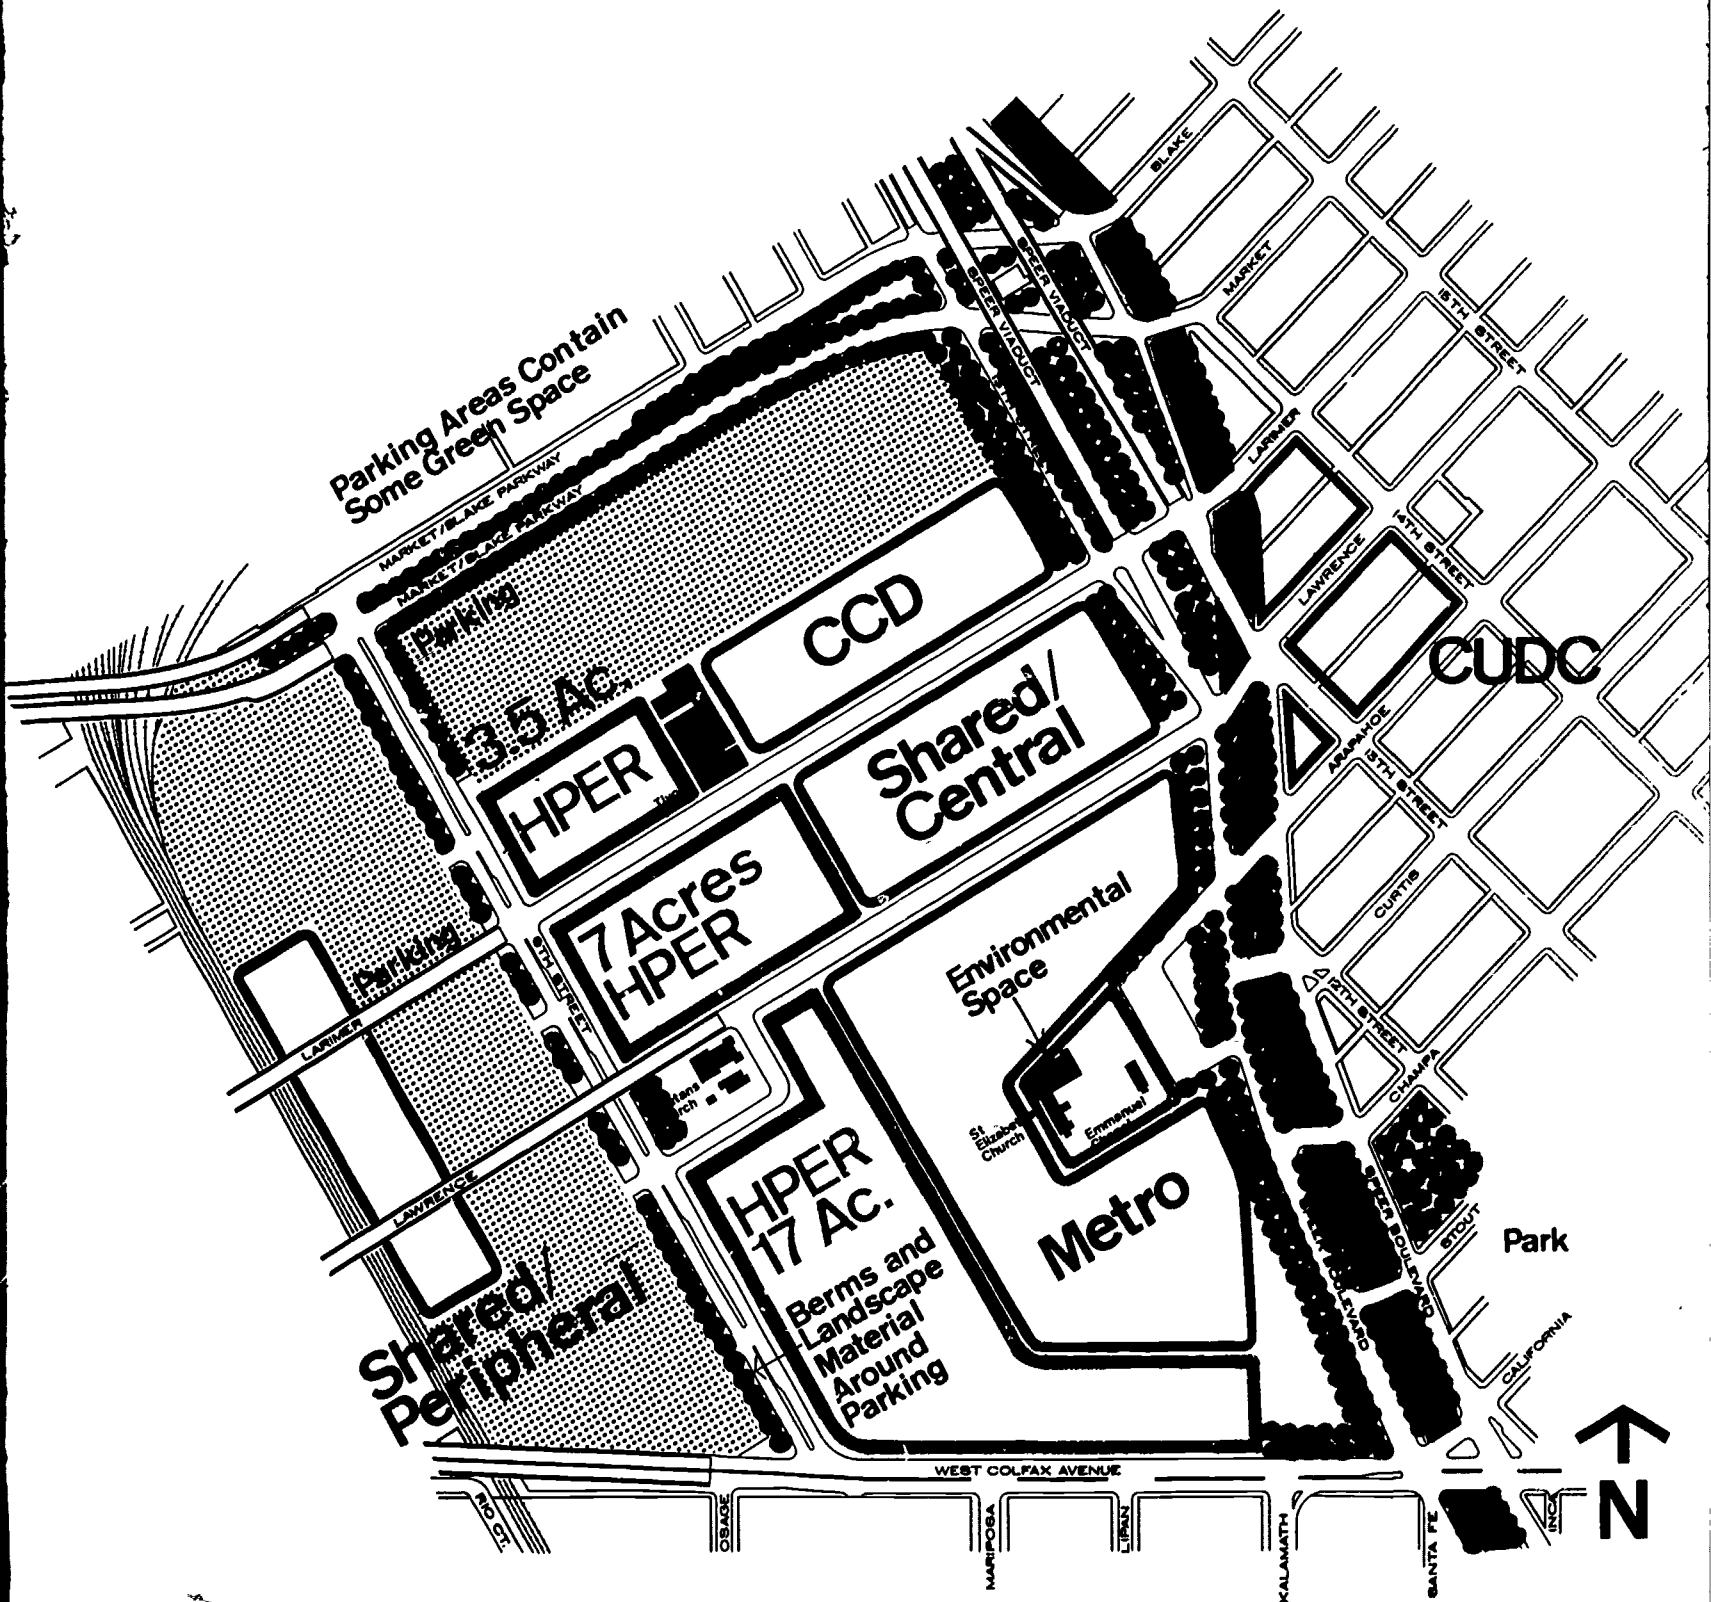 BLAKE
MARKET
SPEER VIADUCT
SPEER VIADUCT
15TH STREET
Parking Areas Contain
Some Green Space
MARKET/BLAKE PARKWAY
MARKET/BLAKE PARKWAY
LARIMER
14TH STREET
LAWRENCE
Parking
CCD
CUDC
3.5 Ac.
HPER
Shared/
Central
ARAPAHOE
13TH STREET
7 Acres
HPER
CURTIS
Environmental
Space
Parking
9TH STREET
LARIMER
12TH STREET
CHAMPA
St
Church
Emmanuel
HPER
17 Ac.
Metro
LAWRENCE
SPEER BOULEVARD
STOUT
Park
Berms and
Landscape
Material
Around
Parking
Shared/
Peripheral
CALIFORNIA
WEST COLFAX AVENUE
N
RIO CT.
OSAGE
MARIPOSA
LIPAN
KALAMATH
SANTA FE
INCA